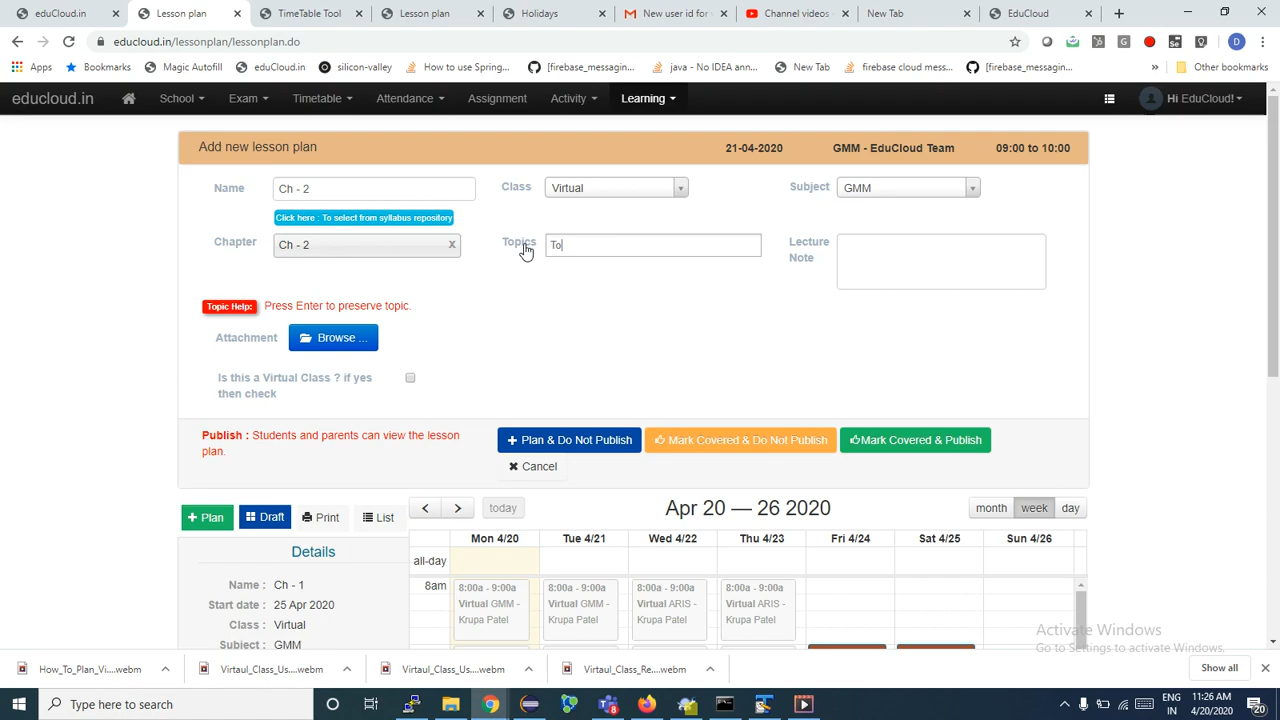 eduCloud
Lesson plan
TimeTable Tool
Lesson plan
Holidays
New user id for
Channel videos -
New Tab
EduCloud
educloud.in/lessonplan/lessonplan.do
Apps
Bookmarks
Magic Autofill
eduCloud.in
silicon-valley
How to use Spring...
[firebase_messagin...
java - No IDEA ann...
New Tab
firebase cloud mess...
[firebase_messagin...
Other bookmarks
educloud.in
School
Exam
Timetable
Attendance
Assignment
Activity
Learning
Hi EduCloud!
Add new lesson plan
21-04-2020
GMM - EduCloud Team
09:00 to 10:00
Name
Ch - 2
Class
Virtual
Subject
GMM
Click here : To select from syllabus repository
Chapter
Ch - 2
x
Topics
To
Lecture
Note
Topic Help:
Press Enter to preserve topic.
Attachment
Browse ...
Is this a Virtual Class ? if yes
then check
Publish : Students and parents can view the lesson
plan.
Plan & Do Not Publish
Mark Covered & Do Not Publish
Mark Covered & Publish
Cancel
Plan
Draft
Print
List
today
Apr 20 — 26 2020
month
week
day
Mon 4/20
Tue 4/21
Wed 4/22
Thu 4/23
Fri 4/24
Sat 4/25
Sun 4/26
all-day
8am
8:00a - 9:00a
Virtual GMM -
Krupa Patel
8:00a - 9:00a
Virtual GMM -
Krupa Patel
8:00a - 9:00a
Virtual ARIS -
Krupa Patel
8:00a - 9:00a
Virtual ARIS -
Krupa Patel
Details
Name : Ch - 1
Start date : 25 Apr 2020
Class : Virtual
Subject : GMM
Activate Windows
Go to Settings to activate Windows.
How_To_Plan_Vi....webm
Virtaul_Class_Us....webm
Virtaul_Class_Us....webm
Virtaul_Class_Re....webm
Show all
Type here to search
ENG
IN
11:26 AM
4/20/2020
20